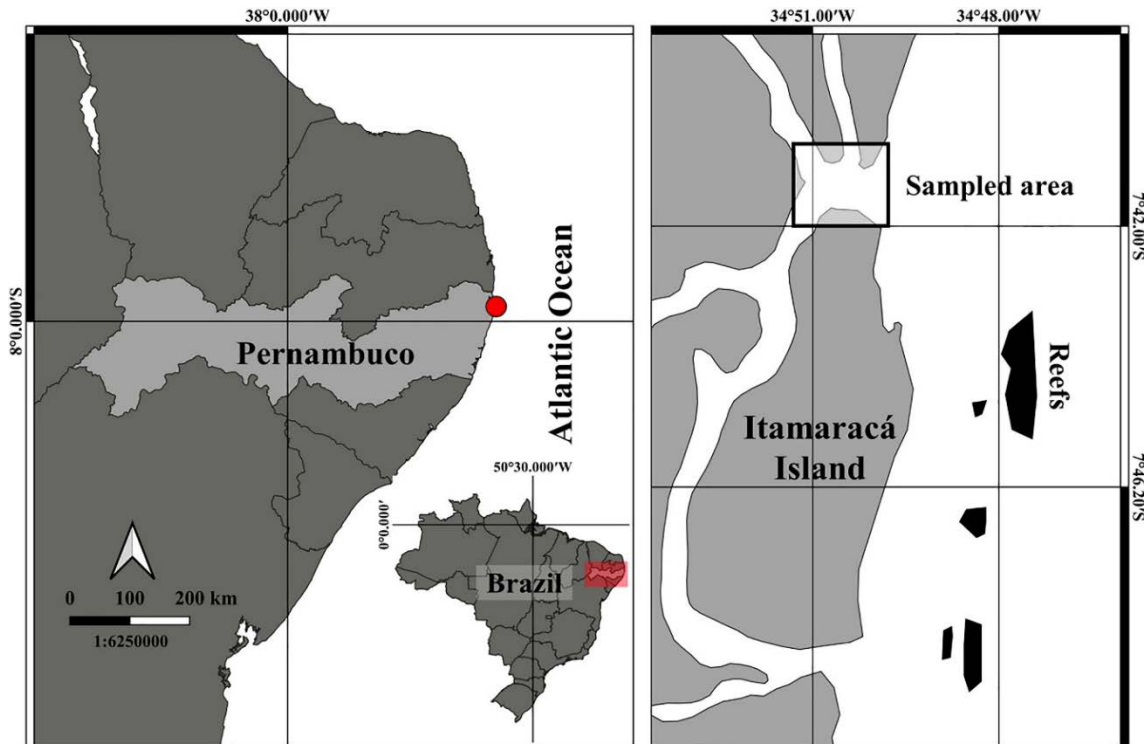 38°0.000'W
8°0.000'S
Pernambuco
Atlantic Ocean
50°30.000'W
0°0.000'
Brazil
0 100 200 km
1:6250000
34°51.00'W 34°48.00'W
Sampled area
7°42.00'S
Reefs
Itamaracá
Island
7°46.20'S